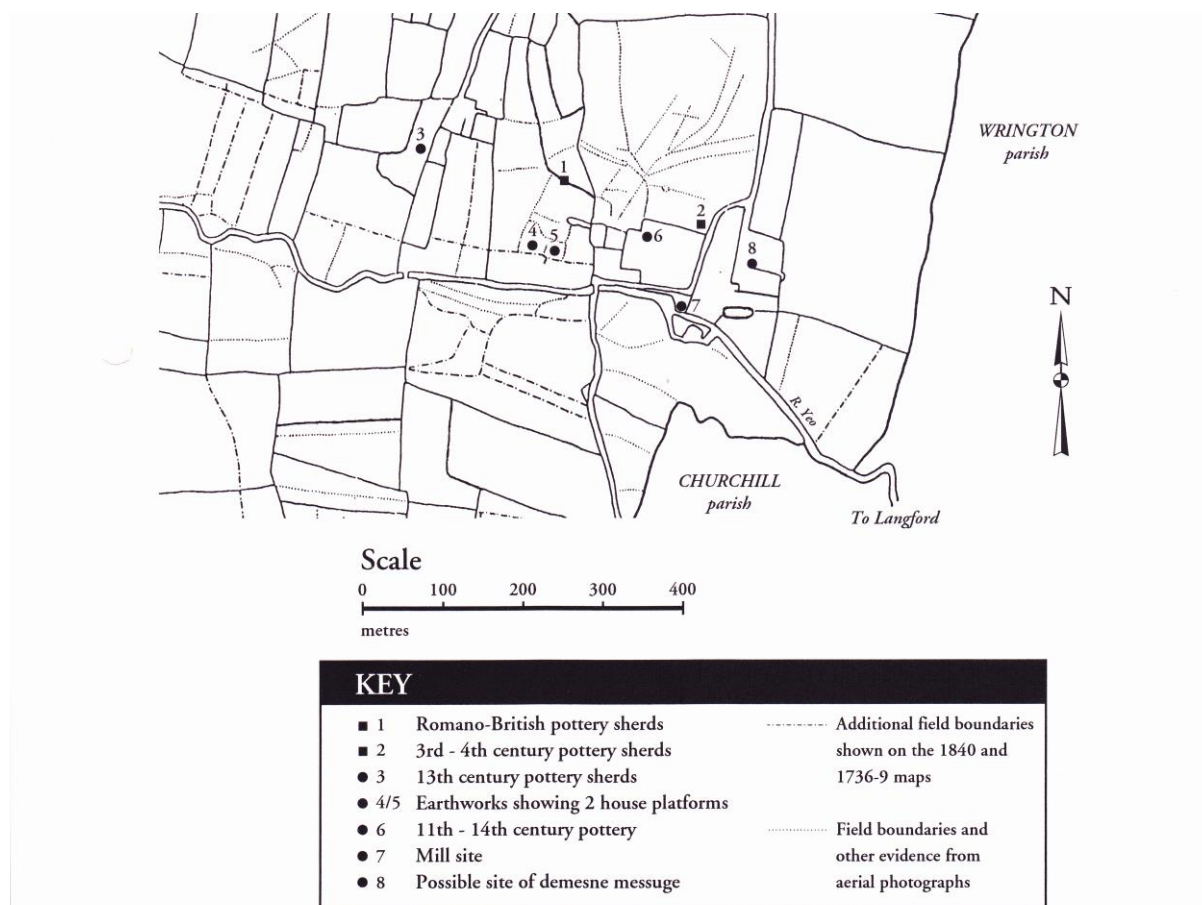 WRINGTON
parish
3
1
2
4
5
6
8
7
N
R. Yeo
CHURCHILL
parish
To Langford
Scale
0 100 200 300 400
metres
KEY
1 Romano-British pottery sherds
2 3rd - 4th century pottery sherds
3 13th century pottery sherds
4/5 Earthworks showing 2 house platforms
6 11th - 14th century pottery
7 Mill site
8 Possible site of demesne messuge
Additional field boundaries
shown on the 1840 and
1736-9 maps
Field boundaries and
other evidence from
aerial photographs